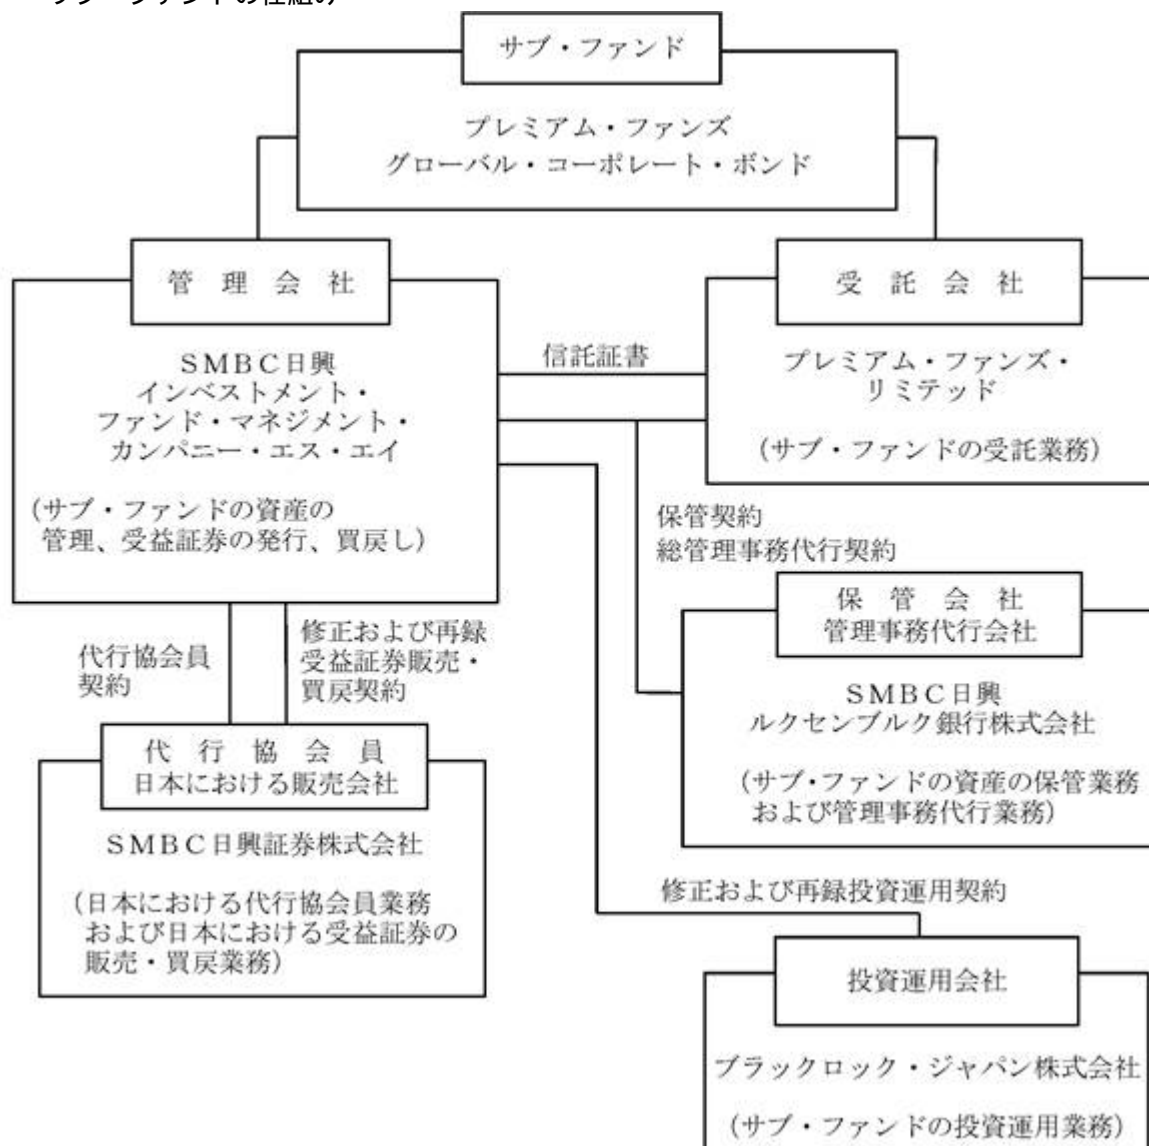 サブ・ファンド
プレミアム・ファンズ
グローバル・コーポレート・ボンド
管理会社
SMBC日興
インベストメント・
ファンド・マネジメント・
カンパニー・エス・エイ
(サブ・ファンドの資産の
管理、受益証券の発行、買戻し)
信託証書
受託会社
プレミアム・ファンズ・
リミテッド
(サブ・ファンドの受託業務)
保管契約
総管理事務代行契約
保管会社
管理事務代行会社
SMBC日興
ルクセンブルク銀行株式会社
(サブ・ファンドの資産の保管業務
および管理事務代行業務)
代行協会員
契約
修正および再録
受益証券販売・
買戻契約
代行協会員
日本における販売会社
SMBC日興証券株式会社
(日本における代行協会員業務
および日本における受益証券の
販売・買戻業務)
修正および再録投資運用契約
投資運用会社
ブラックロック・ジャパン株式会社
(サブ・ファンドの投資運用業務)